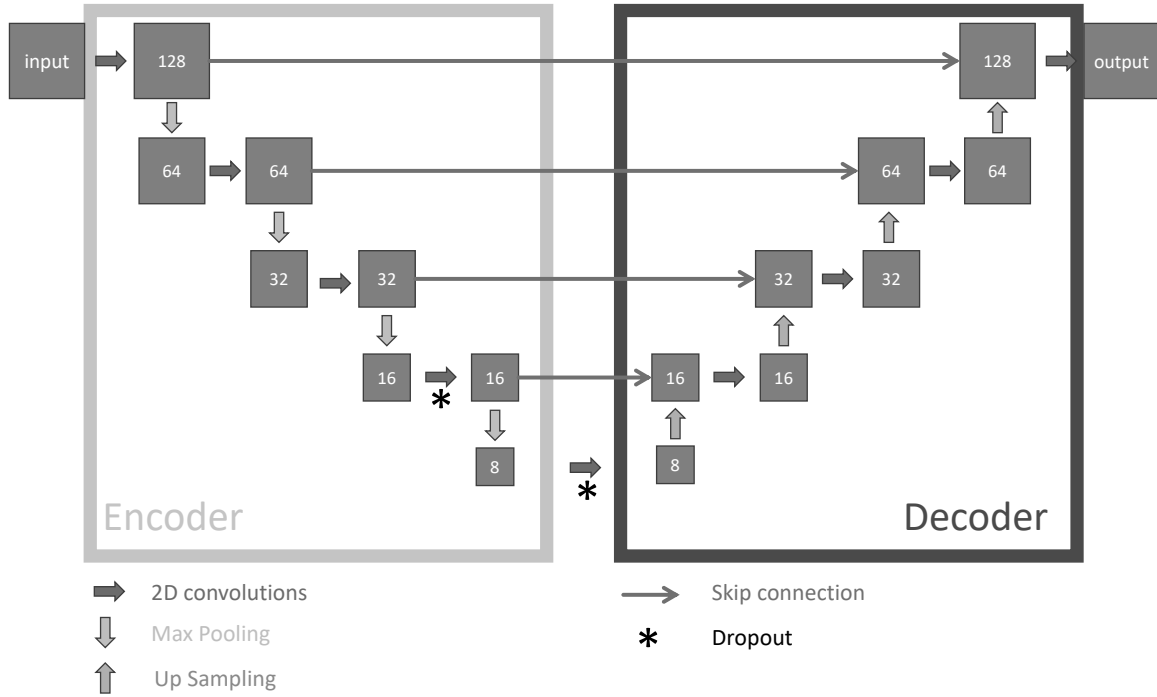 input
128
128
output
64
64
64
64
32
32
32
32
16
16
16
16
*
8
8
*
Encoder
Decoder
2D convolutions
Skip connection
Max Pooling
* Dropout
Up Sampling